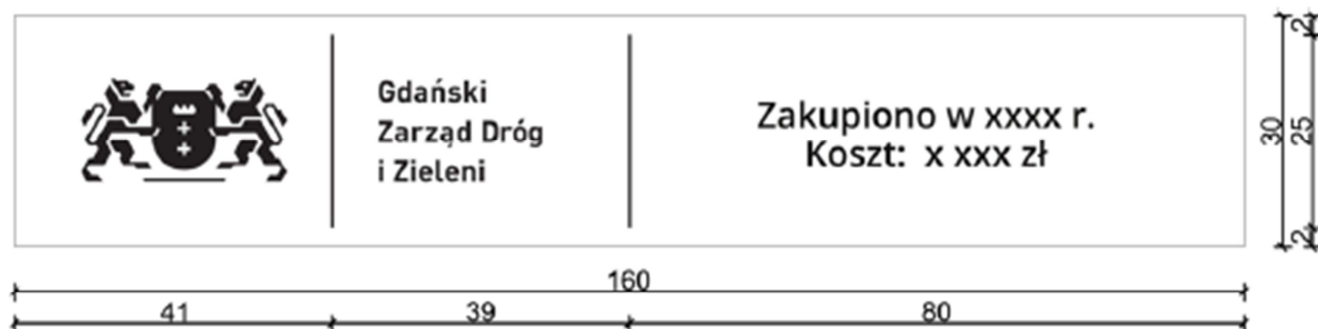 Gdański
Zarząd Dróg
i Zieleni
Zakupiono w xxxx r.
Koszt: x xxx zł
30
2
25
2
160
41
39
80